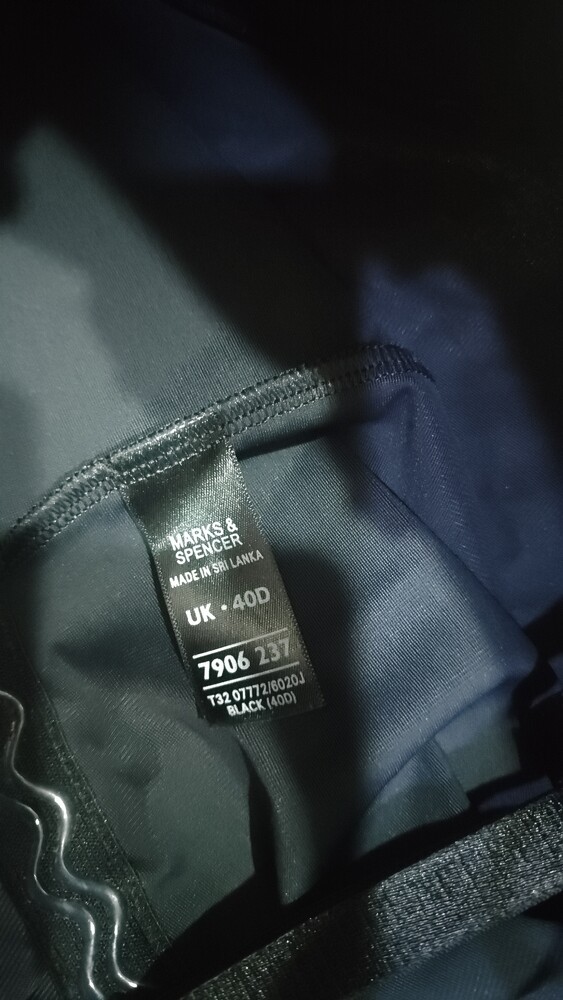 MARKS &
SPENCER
MADE IN SRI LANKA
UK • 40D
7906 237
T32 07772/6020J
BLACK (40D)